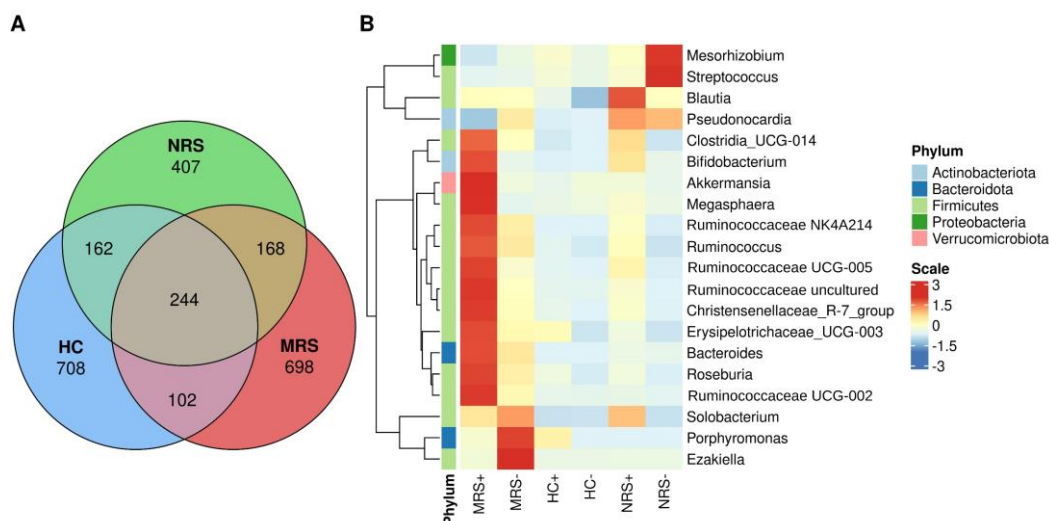 A
NRS
407
162
168
244
HC
708
MRS
698
102
B
Mesorhizobium
Streptococcus
Blautia
Pseudonocardia
Clostridia_UCG-014
Bifidobacterium
Akkermansia
Megasphaera
Ruminococcaceae NK4A214
Ruminococcus
Ruminococcaceae UCG-005
Ruminococcaceae uncultured
Christensenellaceae_R-7_group
Erysipelotrichaceae_UCG-003
Bacteroides
Roseburia
Ruminococcaceae UCG-002
Solobacterium
Porphyromonas
Ezakiella
Phylum
MRS+
MRS-
HC+
HC-
NRS+
NRS-
Phylum
Actinobacteriota
Bacteroidota
Firmicutes
Proteobacteria
Verrucomicrobiota
Scale
3
1.5
0
-1.5
-3